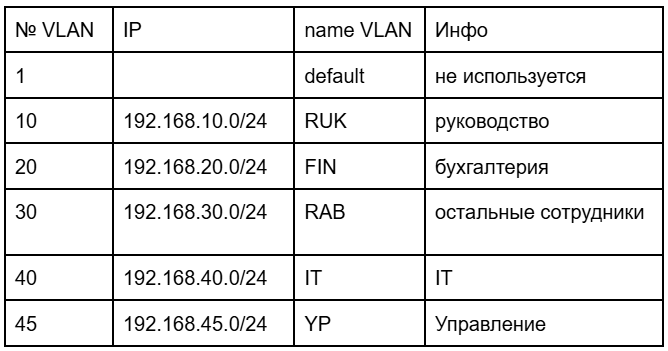 № VLAN IP name VLAN Инфо
1 default не используется
10 192.168.10.0/24 RUK руководство
20 192.168.20.0/24 FIN бухгалтерия
30 192.168.30.0/24 RAB остальные сотрудники
40 192.168.40.0/24 IT IT
45 192.168.45.0/24 YP Управление